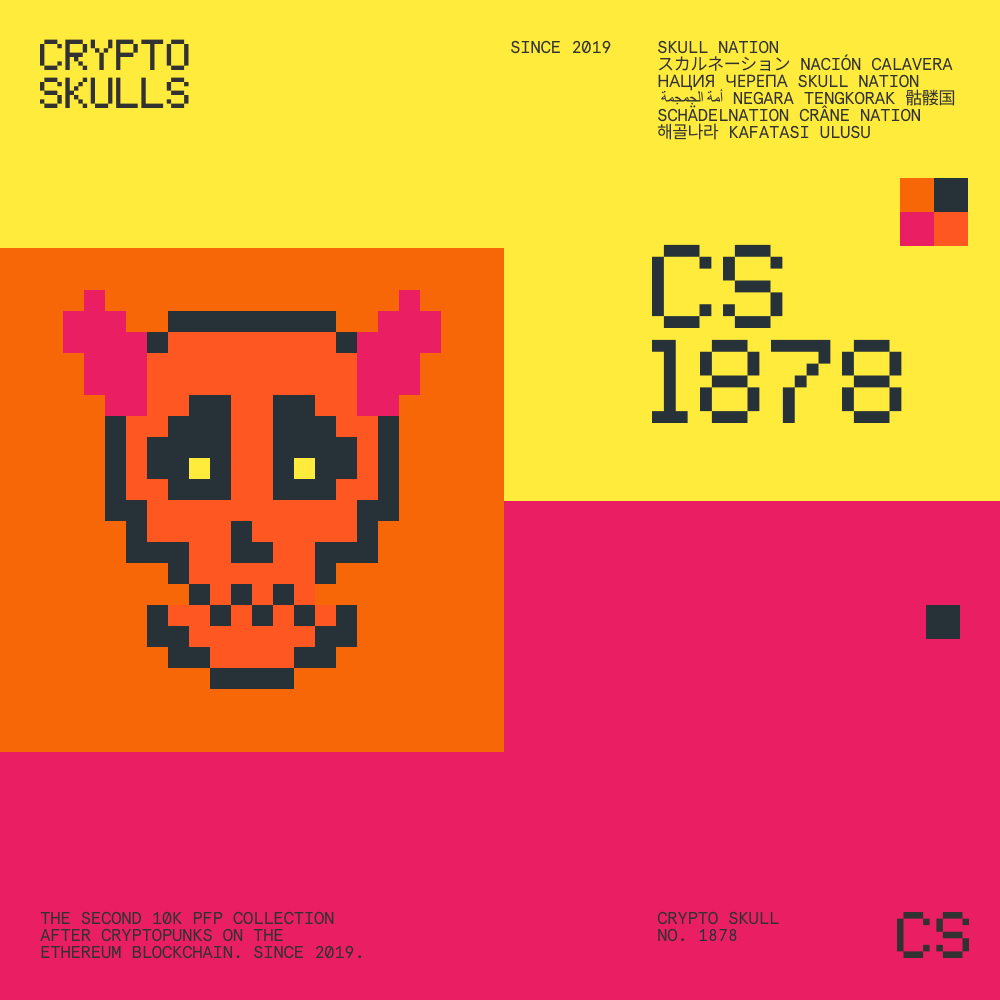 CRYPTO
SKULLS
SINCE 2019
SKULL NATION
スカルネーション NACIÓN CALAVERA
НАЦИЯ ЧЕРЕПА SKULL NATION
أمة الجمجمة NEGARA TENGKORAK 骷髅国
SCHÄDELNATION CRÂNE NATION
해골나라 KAFATASI ULUSU
CS
1878
THE SECOND 10K PFP COLLECTION
AFTER CRYPTOPUNKS ON THE
ETHEREUM BLOCKCHAIN. SINCE 2019.
CRYPTO SKULL
NO. 1878
CS